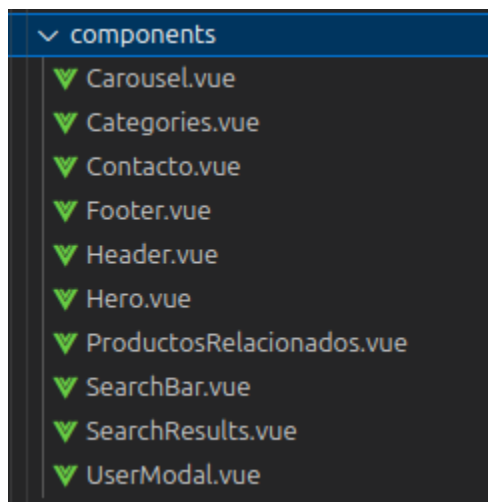 components
Carousel.vue
Categories.vue
Contacto.vue
Footer.vue
Header.vue
Hero.vue
ProductosRelacionados.vue
SearchBar.vue
SearchResults.vue
UserModal.vue